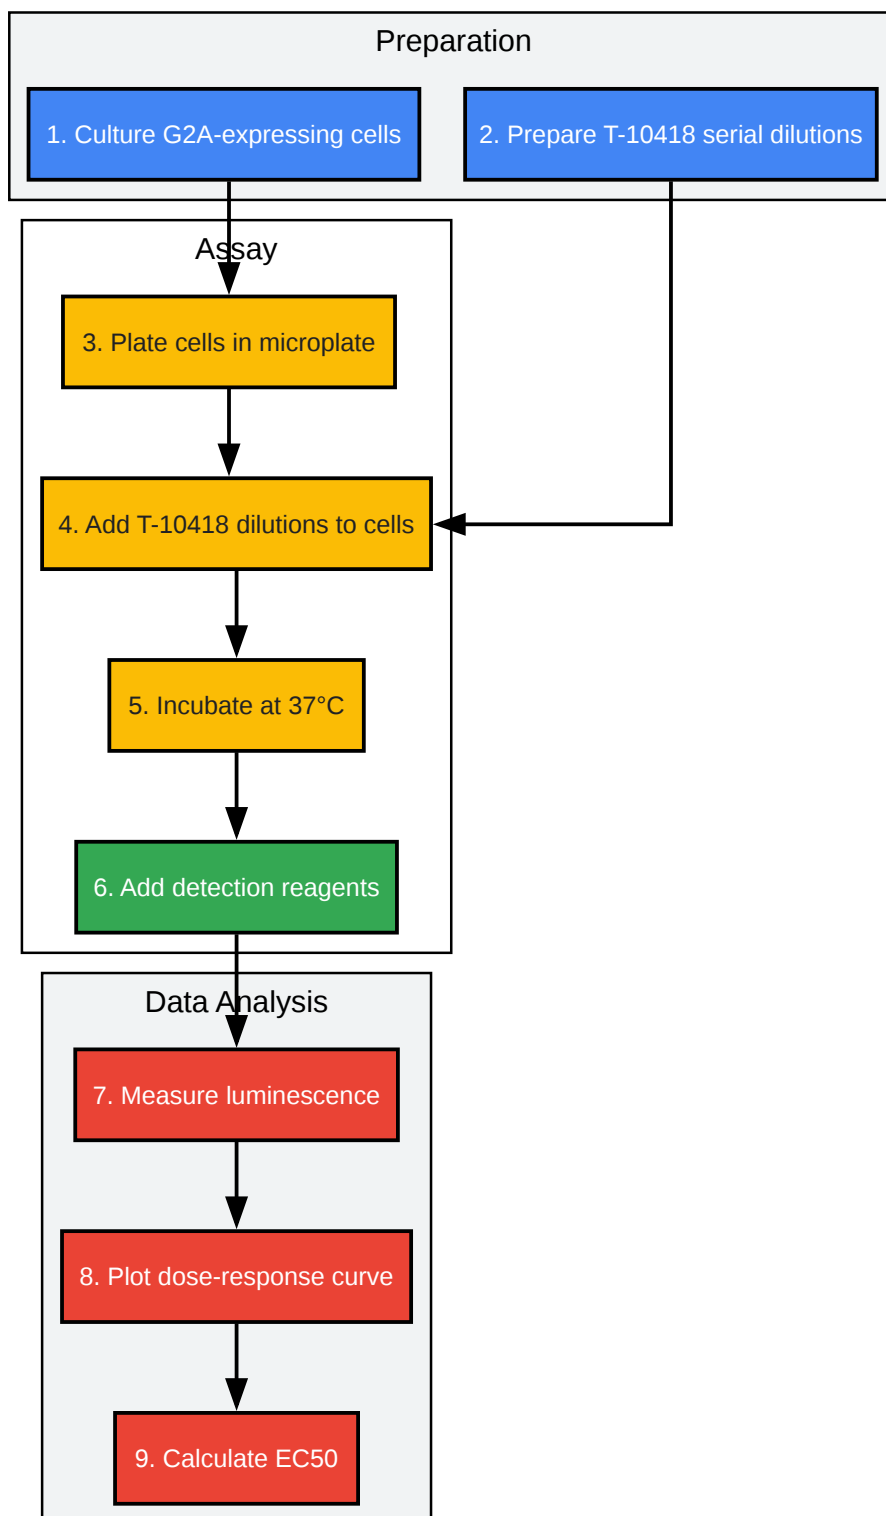 Preparation
1. Culture G2A-expressing cells
2. Prepare T-10418 serial dilutions
Assay
3. Plate cells in microplate
4. Add T-10418 dilutions to cells
5. Incubate at 37°C
6. Add detection reagents
Data Analysis
7. Measure luminescence
8. Plot dose-response curve
9. Calculate EC50